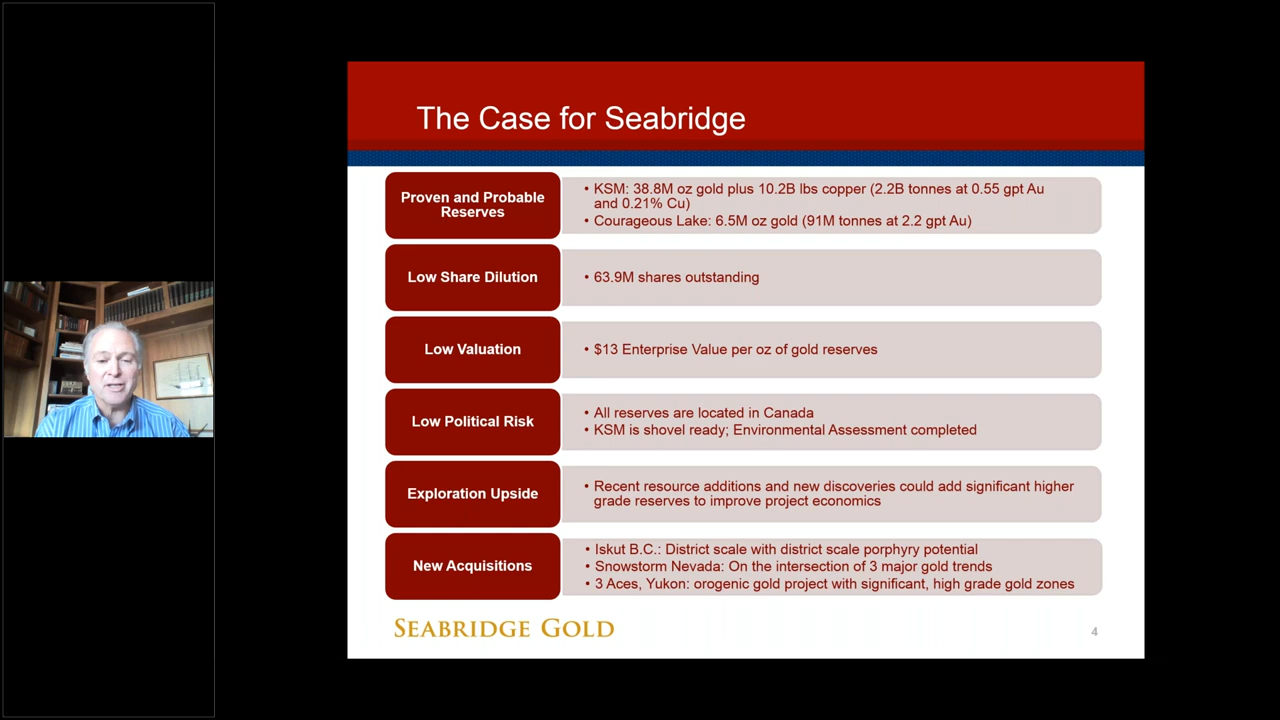 The Case for Seabridge
Proven and Probable
Reserves
• KSM: 38.8M oz gold plus 10.2B lbs copper (2.2B tonnes at 0.55 gpt Au
and 0.21% Cu)
• Courageous Lake: 6.5M oz gold (91M tonnes at 2.2 gpt Au)
Low Share Dilution
• 63.9M shares outstanding
Low Valuation
• $13 Enterprise Value per oz of gold reserves
Low Political Risk
• All reserves are located in Canada
• KSM is shovel ready; Environmental Assessment completed
Exploration Upside
• Recent resource additions and new discoveries could add significant higher
grade reserves to improve project economics
New Acquisitions
• Iskut B.C.: District scale with district scale porphyry potential
• Snowstorm Nevada: On the intersection of 3 major gold trends
• 3 Aces, Yukon: orogenic gold project with significant, high grade gold zones
SEABRIDGE GOLD
4